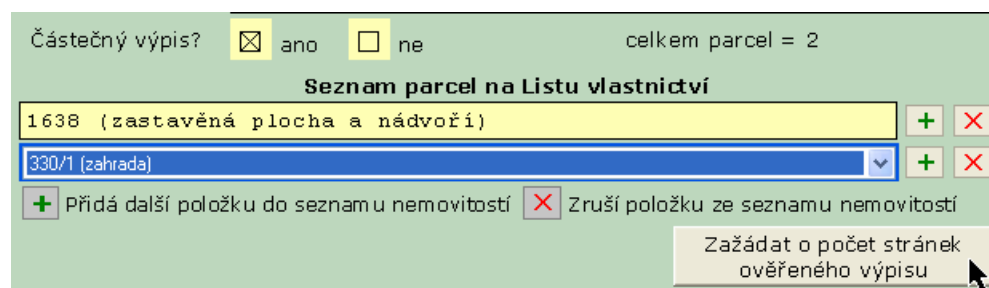 Částečný výpis? ano ne celkem parcel = 2
Seznam parcel na Listu vlastnictví
1638 (zastavěná plocha a nádvoří)
330/1 (zahrada)
Přidá další položku do seznamu nemovitostí Zruší položku ze seznamu nemovitostí
Zažádat o počet stránek
ověřeného výpisu